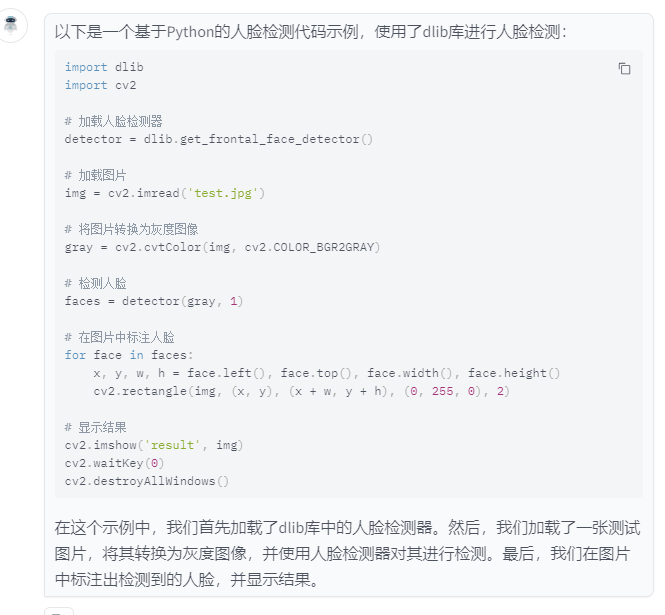 以下是一个基于Python的人脸检测代码示例，使用了dlib库进行人脸检测：
import dlib
import cv2
# 加载人脸检测器
detector = dlib.get_frontal_face_detector()
# 加载图片
img = cv2.imread('test.jpg')
# 将图片转换为灰度图像
gray = cv2.cvtColor(img, cv2.COLOR_BGR2GRAY)
# 检测人脸
faces = detector(gray, 1)
# 在图片中标注人脸
for face in faces:
    x, y, w, h = face.left(), face.top(), face.width(), face.height()
    cv2.rectangle(img, (x, y), (x + w, y + h), (0, 255, 0), 2)
# 显示结果
cv2.imshow('result', img)
cv2.waitKey(0)
cv2.destroyAllWindows()
在这个示例中，我们首先加载了dlib库中的人脸检测器。然后，我们加载了一张测试
图片，将其转换为灰度图像，并使用人脸检测器对其进行检测。最后，我们在图片
中标注出检测到的人脸，并显示结果。